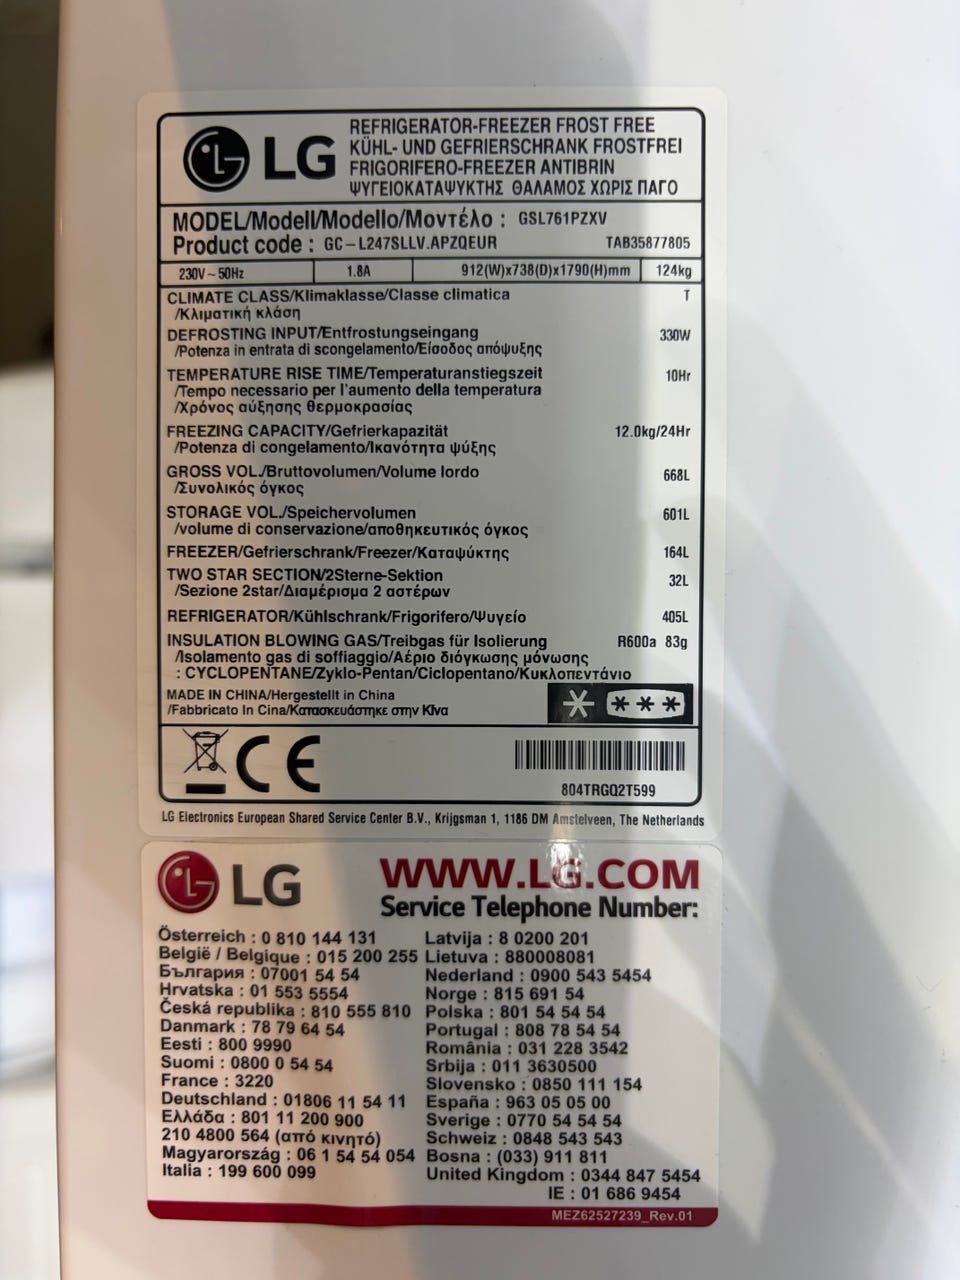 LG
REFRIGERATOR-FREEZER FROST FREE
KÜHL- UND GEFRIERSCHRANK FROSTFREI
FRIGORIFERO-FREEZER ANTIBRIN
ΨΥΓΕΙΟΚΑΤΑΨΥΚΤΗΣ ΘΑΛΑΜΟΣ ΧΩΡΙΣ ΠΑΓΟ
MODEL/Modell/Modello/Μοντέλο : GSL761PZXV
Product code : GC-L247SLLV.APZQEUR TAB35877805
230V~50Hz 1.8A 912(W)x738(D)x1790(H)mm 124kg
CLIMATE CLASS/Klimaklasse/Classe climatica T
/Κλιματική κλάση
DEFROSTING INPUT/Entfrostungseingang 330W
/Potenza in entrata di scongelamento/Είσοδος απόψυξης
TEMPERATURE RISE TIME/Temperaturanstiegszeit 10Hr
/Tempo necessario per l'aumento della temperatura
/Χρόνος αύξησης θερμοκρασίας
FREEZING CAPACITY/Gefrierkapazität 12.0kg/24Hr
/Potenza di congelamento/Ικανότητα ψύξης
GROSS VOL./Bruttovolumen/Volume lordo 668L
/Συνολικός όγκος
STORAGE VOL./Speichervolumen 601L
/volume di conservazione/αποθηκευτικός όγκος
FREEZER/Gefrierschrank/Freezer/Καταψύκτης 164L
TWO STAR SECTION/2Sterne-Sektion 32L
/Sezione 2star/Διαμέρισμα 2 αστέρων
REFRIGERATOR/Kühlschrank/Frigorifero/Ψυγείο 405L
INSULATION BLOWING GAS/Treibgas für Isolierung R600a 83g
/Isolamento gas di soffiaggio/Αέριο διόγκωσης μόνωσης
: CYCLOPENTANE/Zyklo-Pentan/Ciclopentano/Κυκλοπεντάνιο
MADE IN CHINA/Hergestellt in China
/Fabbricato In Cina/Κατασκευάστηκε στην Κίνα
CE
804TRGQ2T599
LG Electronics European Shared Service Center B.V., Krijgsman 1, 1186 DM Amstelveen, The Netherlands
LG WWW.LG.COM
Service Telephone Number:
Österreich : 0 810 144 131
België / Belgique : 015 200 255
България : 07001 54 54
Hrvatska : 01 553 5554
Česká republika : 810 555 810
Danmark : 78 79 64 54
Eesti : 800 9990
Suomi : 0800 0 54 54
France : 3220
Deutschland : 01806 11 54 11
Ελλάδα : 801 11 200 900
210 4800 564 (από κινητό)
Magyarország : 06 1 54 54 054
Italia : 199 600 099
Latvija : 8 0200 201
Lietuva : 880008081
Nederland : 0900 543 5454
Norge : 815 691 54
Polska : 801 54 54 54
Portugal : 808 78 54 54
România : 031 228 3542
Srbija : 011 3630500
Slovensko : 0850 111 154
España : 963 05 05 00
Sverige : 0770 54 54 54
Schweiz : 0848 543 543
Bosna : (033) 911 811
United Kingdom : 0344 847 5454
IE : 01 686 9454
MEZ62527239_Rev.01